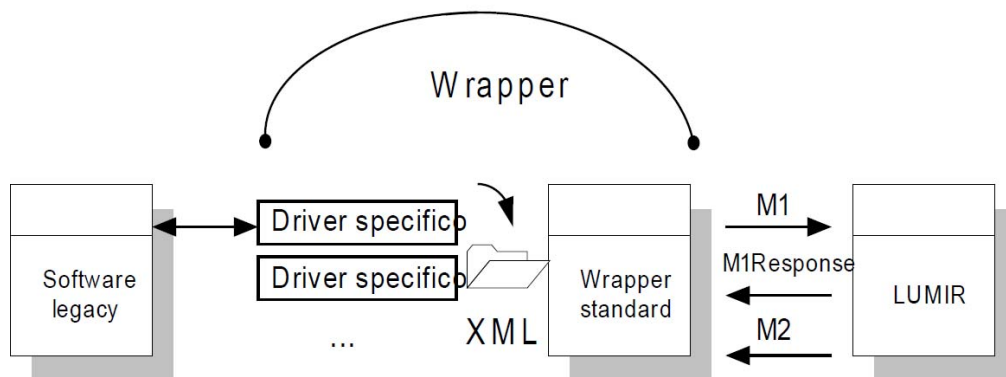 Wrapper
Driver specifico
M1
Software
legacy
Driver specifico
Wrapper
standard
M1Response
LUMIR
...
XML
M2